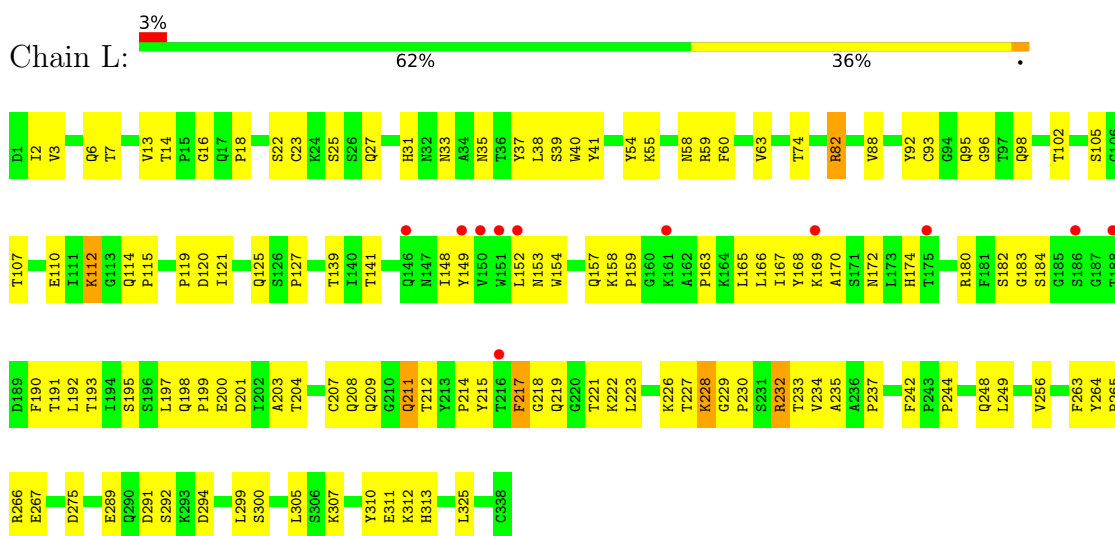 3%
Chain L:
62% 36% •
D1 I2 V3 Q6 T7 V13 T14 P15 G16 Q17 P18 S22 C23 K24 S25 S26 Q27 H31 N32 N33 A34 N35 T36 Y37 L38 S39 W40 Y41 Y54 K55 N58 R59 F60 V63 T74 R82 V88 Y92 C93 G94 Q95 G96 T97 Q98 T102 S105
T107 E110 I111 K112 G113 Q114 P115 P119 D120 I121 Q125 S126 P127 T139 I140 T141 Q146 N147 I148 Y149 V150 W151 L152 N153 W154 Q157 K158 P159 G160 K161 A162 P163 K164 L165 L166 I167 Y168 K169 A170 S171 N172 L173 H174 T175 R180 F181 S182 G183 S184 G185 S186 G187 T188
D189 F190 T191 L192 T193 I194 S195 S196 L197 Q198 P199 E200 D201 I202 A203 T204 C207 Q208 Q209 G210 Q211 T212 Y213 P214 Y215 T216 F217 G218 Q219 G220 T221 K222 L223 K226 T227 K228 G229 P230 S231 R232 T233 V234 A235 A236 P237 F242 P243 P244 Q248 L249 V256 F263 Y264 P265
R266 E267 D275 E289 Q290 D291 S292 K293 D294 L299 S300 L305 S306 K307 Y310 E311 K312 H313 L325 C338